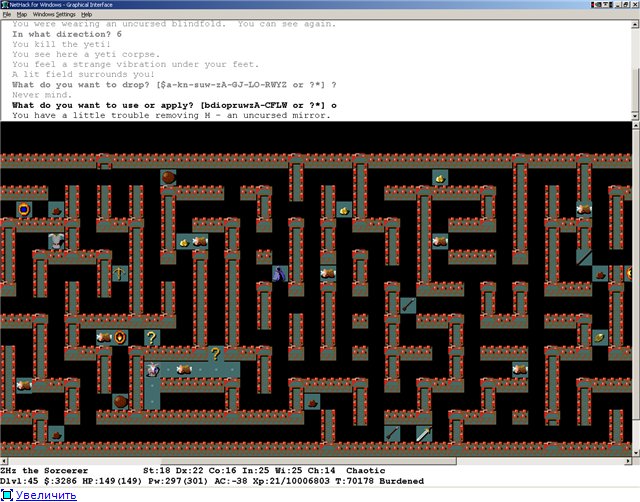 NetHack for Windows - Graphical Interface
File Map Windows Settings Help
You were wearing an uncursed blindfold. You can see again.
In what direction? 6
You kill the yeti!
You see here a yeti corpse.
You feel a strange vibration under your feet.
A lit field surrounds you!
What do you want to drop? [$a-kn-suw-zA-GJ-LO-RWYZ or ?*] ?
Never mind.
What do you want to use or apply? [bdiopruwzA-CFLW or ?*] o
You have a little trouble removing H - an uncursed mirror.
ZHz the Sorcerer St:18 Dx:22 Co:16 In:25 Wi:25 Ch:14 Chaotic
Dlvl:45 $:3286 HP:149(149) Pw:297(301) AC:-38 Xp:21/10006803 T:70178 Burdened
Увеличить